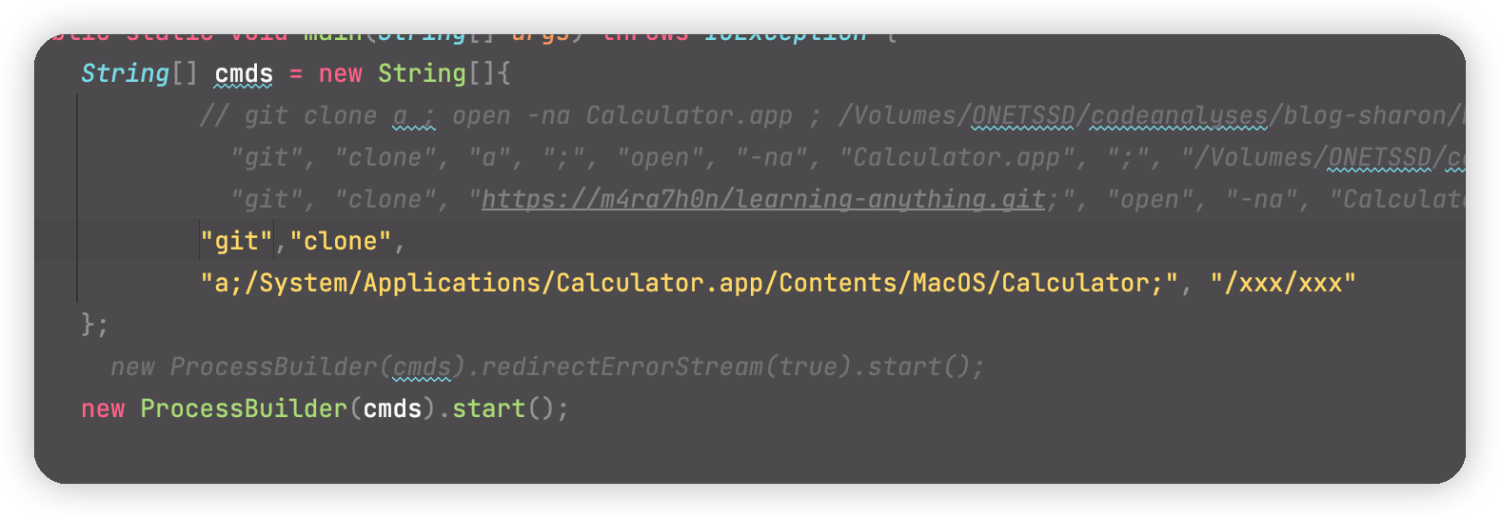 public static void main(String[] args) throws IOException {
String[] cmds = new String[]{
// git clone a ; open -na Calculator.app ; /Volumes/ONETSSD/codeanalyses/blog-sharon/
"git", "clone", "a", ";", "open", "-na", "Calculator.app", ";", "/Volumes/ONETSSD/
"git", "clone", "https://m4ra7h0n/learning-anything.git;", "open", "-na",
"git","clone",
"a;/System/Applications/Calculator.app/Contents/MacOS/Calculator;", "/xxx/xxx"
};
new ProcessBuilder(cmds).redirectErrorStream(true).start();
new ProcessBuilder(cmds).start();